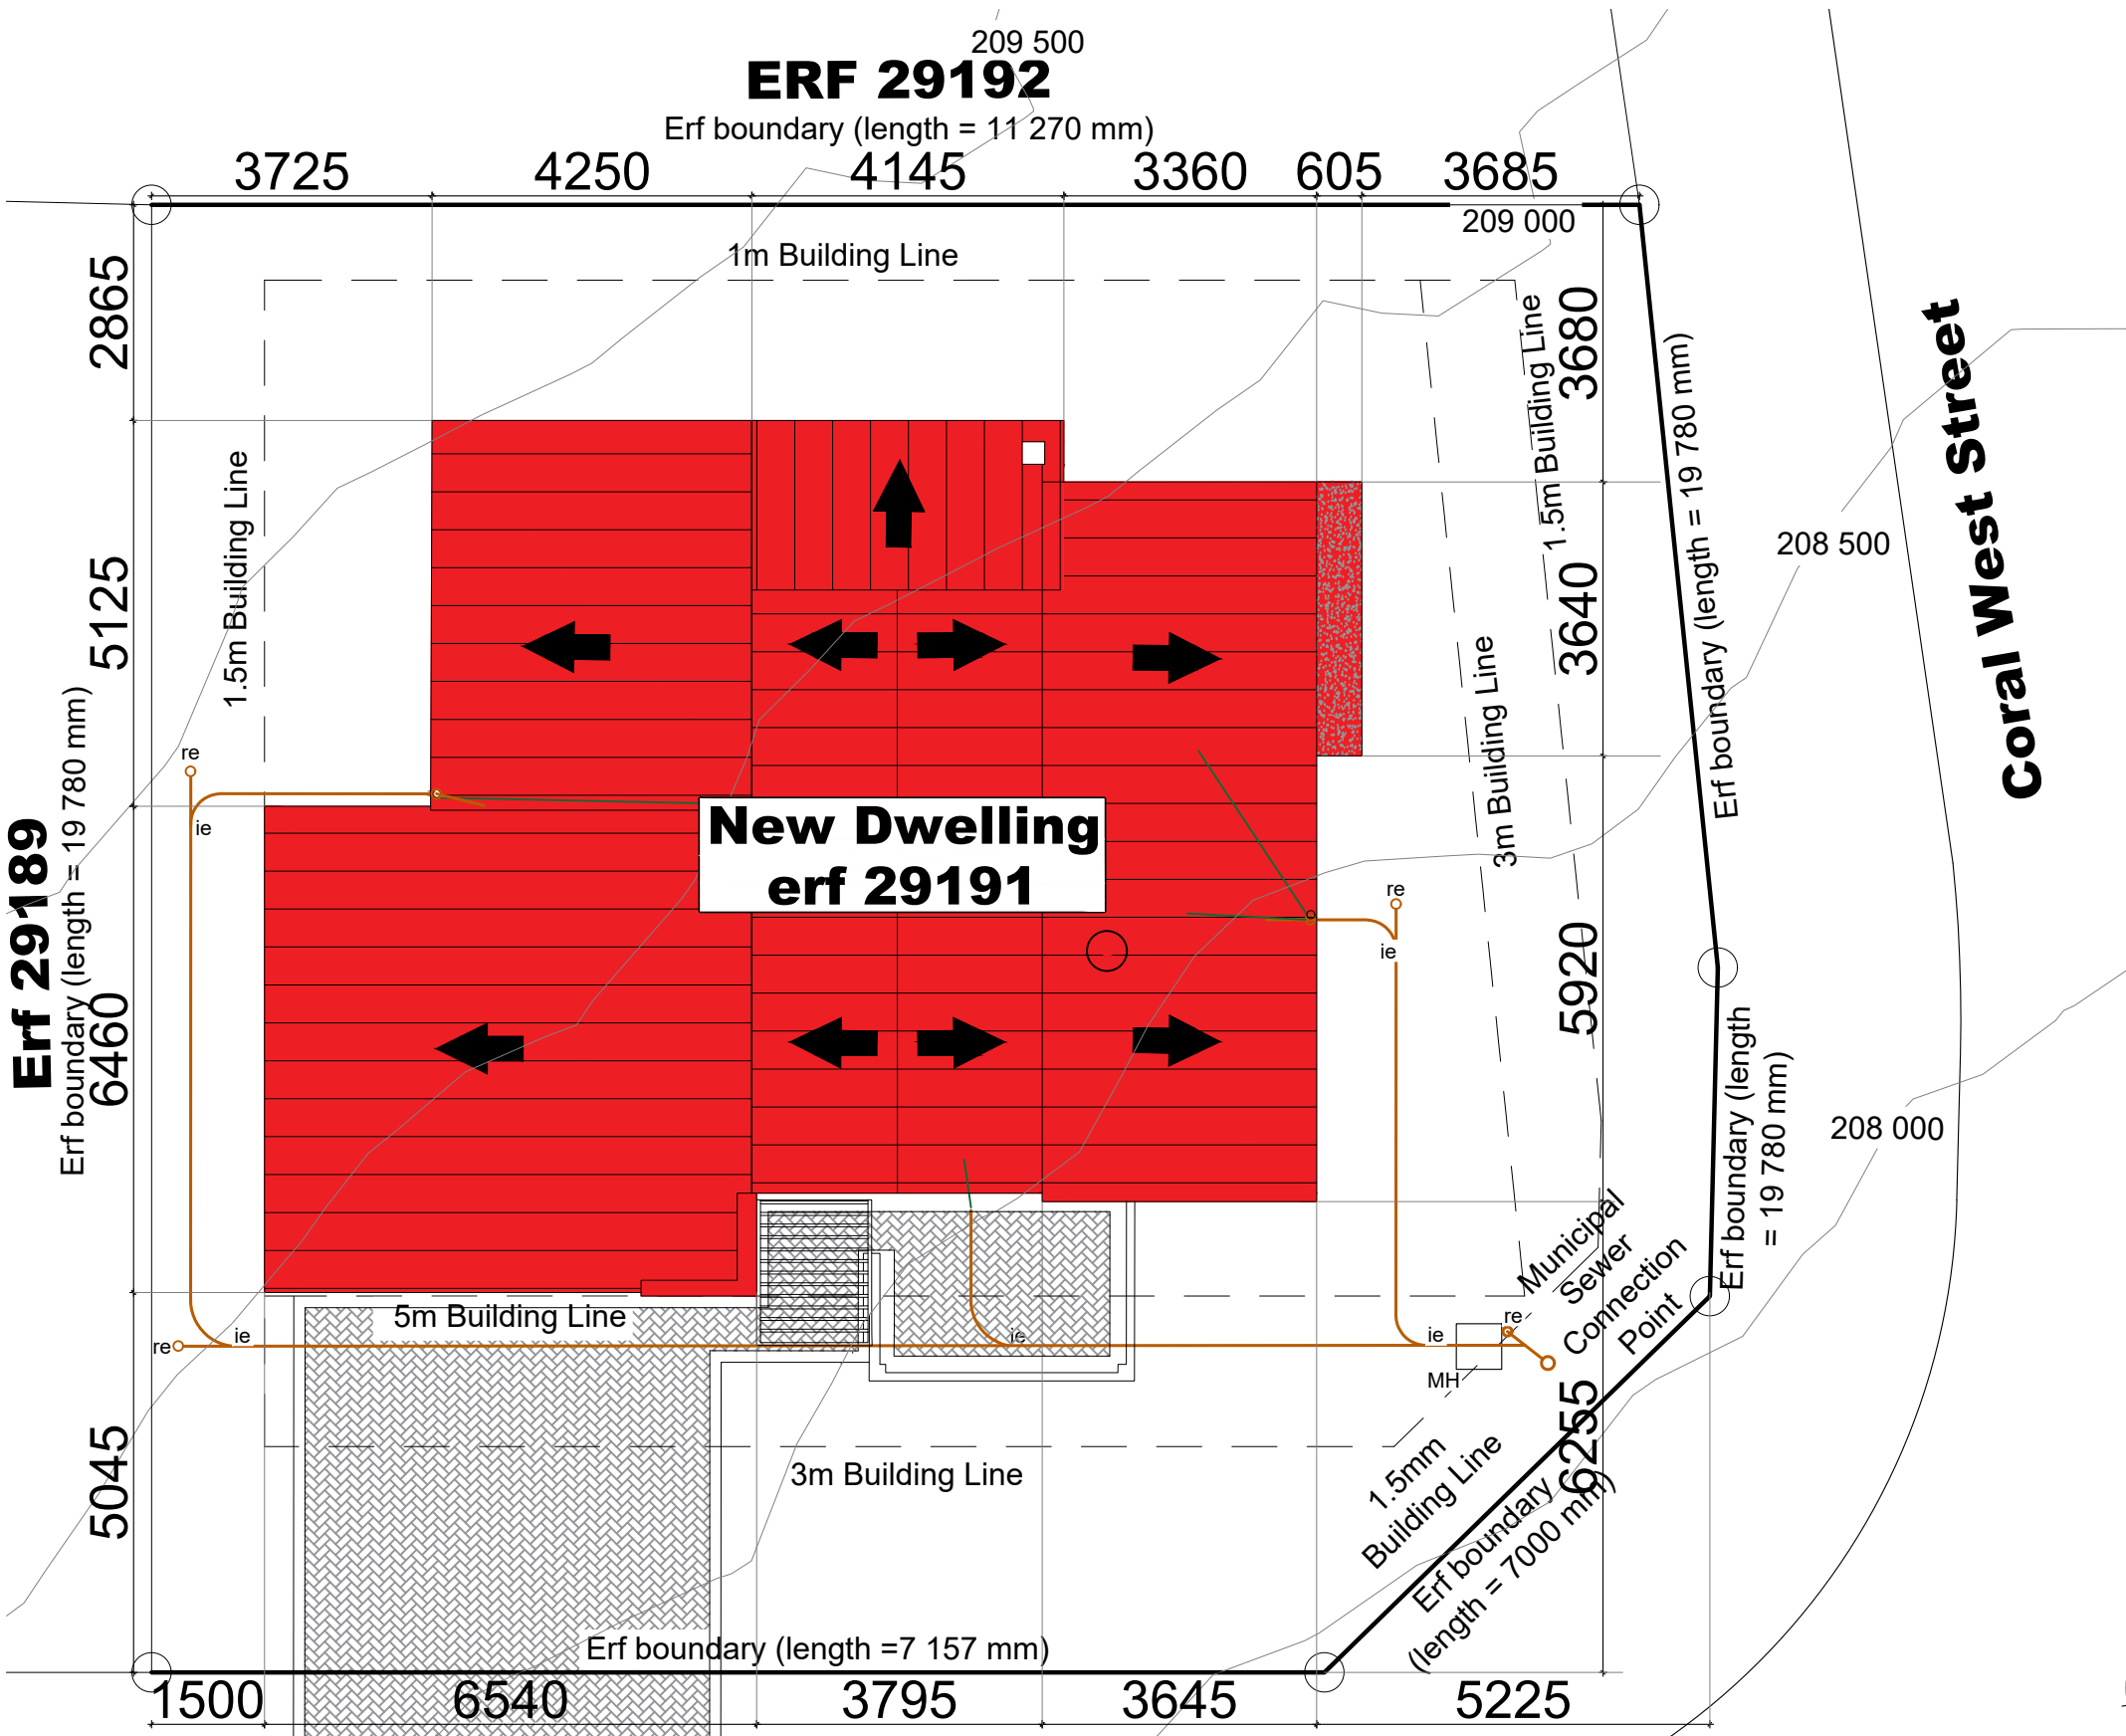 209 500
ERF 29192
Erf boundary (length = 11 270 mm)
3725 4250 4145 3360 605 3685
209 000
1m Building Line
2865
5125
6460
5045
Erf 29189
Erf boundary (length = 19 780 mm)
1.5m Building Line
re
ie
re
ie
New Dwelling
erf 29191
5m Building Line
ie
3m Building Line
re
ie
ie
re
MH
3m Building Line
1.5m Building Line
3680
3640
5920
6255
Erf boundary (length = 19 780 mm)
Coral West Street
208 500
208 000
Erf boundary (length
= 19 780 mm)
Municipal
Sewer
Connection
Point
1.5mm
Building Line
Erf boundary
(length = 7000 mm)
Erf boundary (length =7 157 mm)
1500 6540 3795 3645 5225